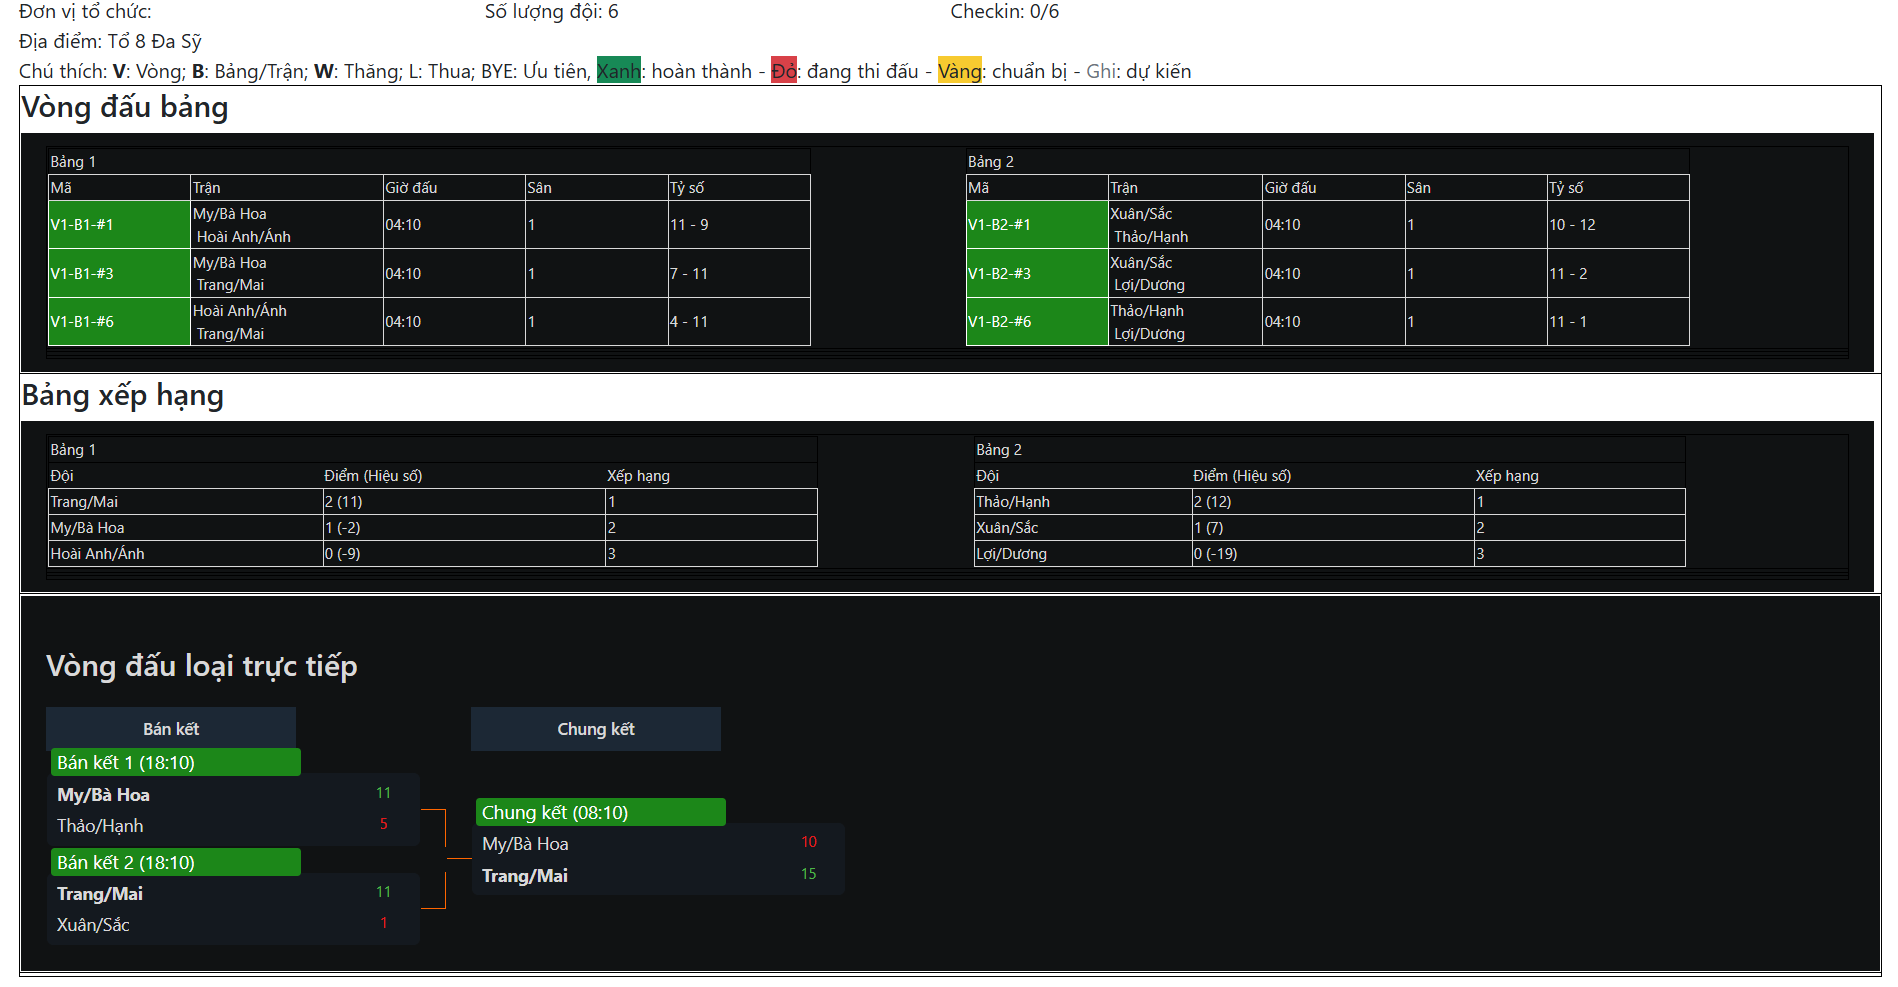 Đơn vị tổ chức: Số lượng đội: 6 Checkin: 0/6
Địa điểm: Tổ 8 Đa Sỹ
Chú thích: V: Vòng; B: Bảng/Trận; W: Thăng; L: Thua; BYE: Ưu tiên, Xanh: hoàn thành - Đỏ: đang thi đấu - Vàng: chuẩn bị - Ghi: dự kiến
Vòng đấu bảng
Bảng 1
Mã Trận Giờ đấu Sân Tỷ số
V1-B1-#1 My/Bà Hoa 04:10 1 11 - 9
Hoài Anh/Ánh
V1-B1-#3 My/Bà Hoa 04:10 1 7 - 11
Trang/Mai
V1-B1-#6 Hoài Anh/Ánh 04:10 1 4 - 11
Trang/Mai
Bảng 2
Mã Trận Giờ đấu Sân Tỷ số
V1-B2-#1 Xuân/Sắc 04:10 1 10 - 12
Thảo/Hạnh
V1-B2-#3 Xuân/Sắc 04:10 1 11 - 2
Lợi/Dương
V1-B2-#6 Thảo/Hạnh 04:10 1 11 - 1
Lợi/Dương
Bảng xếp hạng
Bảng 1
Đội Điểm (Hiệu số) Xếp hạng
Trang/Mai 2 (11) 1
My/Bà Hoa 1 (-2) 2
Hoài Anh/Ánh 0 (-9) 3
Bảng 2
Đội Điểm (Hiệu số) Xếp hạng
Thảo/Hạnh 2 (12) 1
Xuân/Sắc 1 (7) 2
Lợi/Dương 0 (-19) 3
Vòng đấu loại trực tiếp
Bán kết
Bán kết 1 (18:10)
My/Bà Hoa 11
Thảo/Hạnh 5
Bán kết 2 (18:10)
Trang/Mai 11
Xuân/Sắc 1
Chung kết
Chung kết (08:10)
My/Bà Hoa 10
Trang/Mai 15